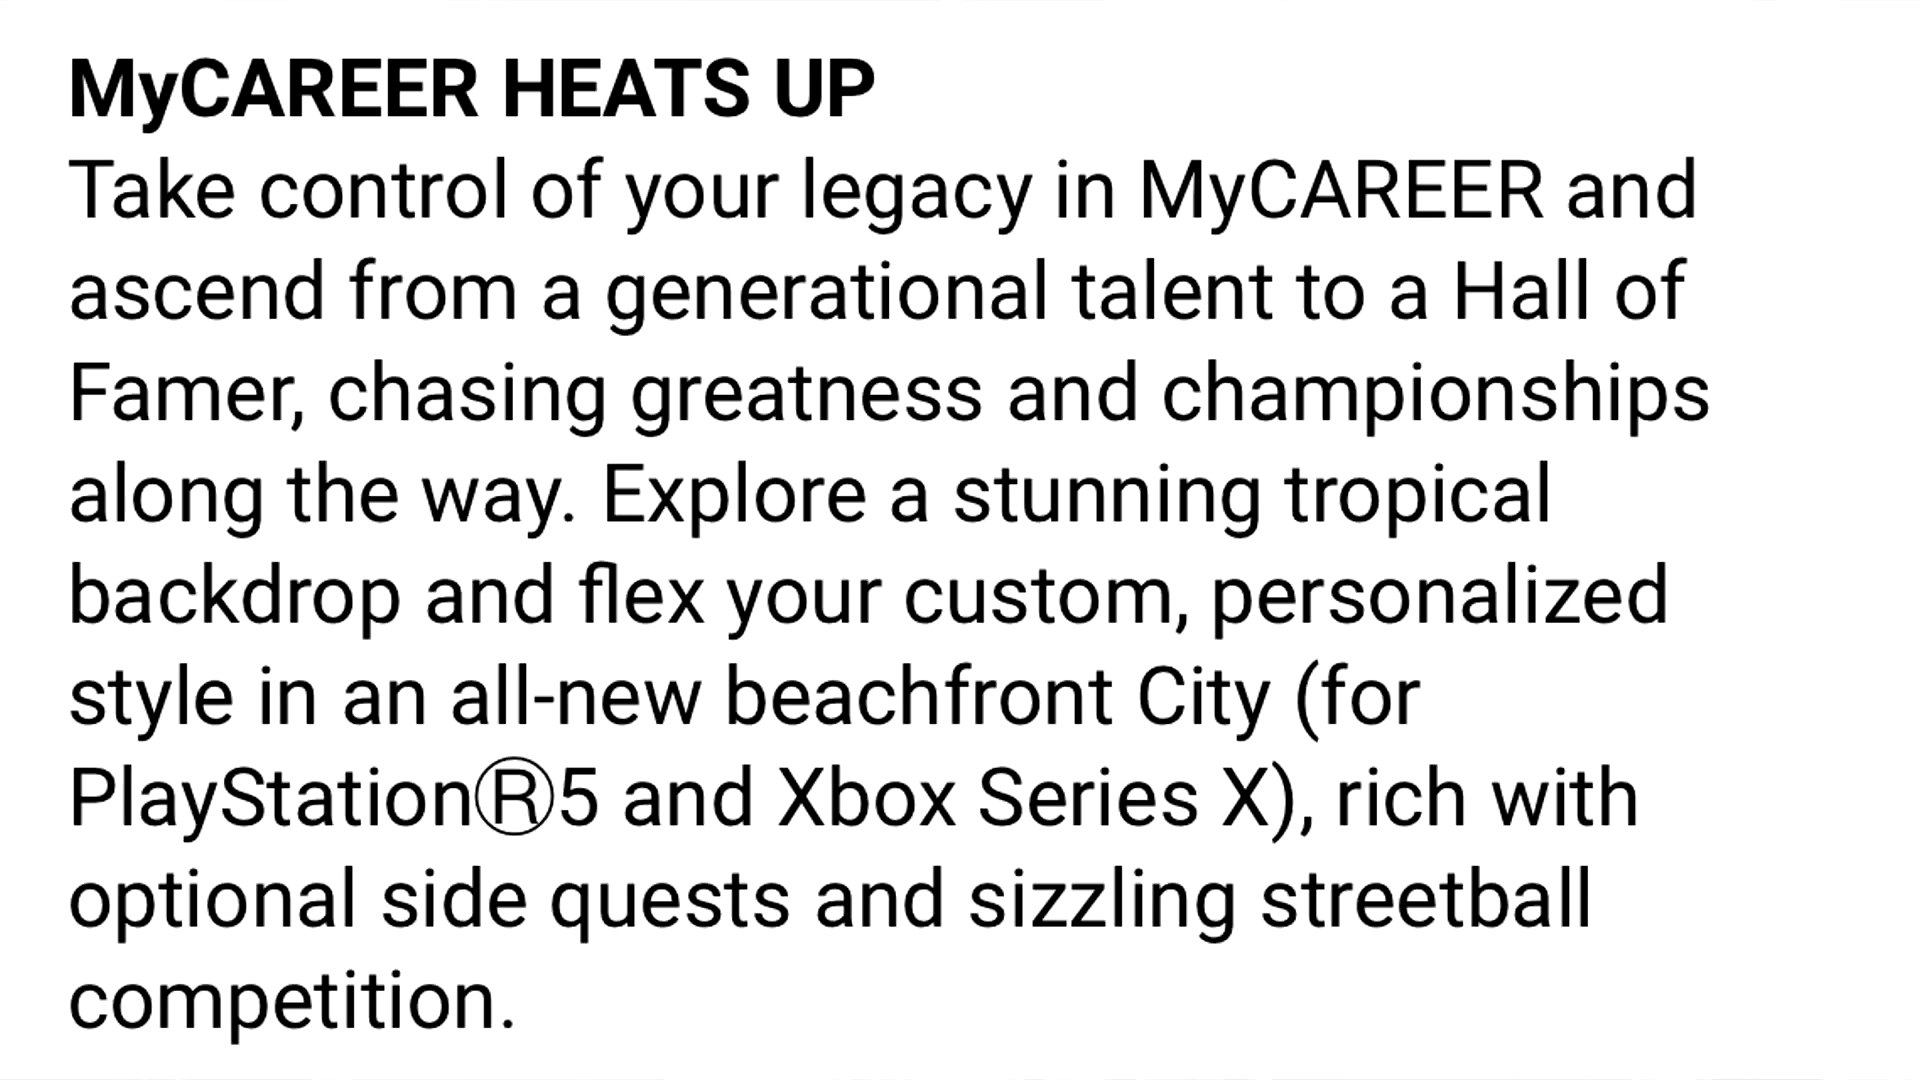 MyCAREER HEATS UP
Take control of your legacy in MyCAREER and
ascend from a generational talent to a Hall of
Famer, chasing greatness and championships
along the way. Explore a stunning tropical
backdrop and flex your custom, personalized
style in an all-new beachfront City (for
PlayStation®5 and Xbox Series X), rich with
optional side quests and sizzling streetball
competition.